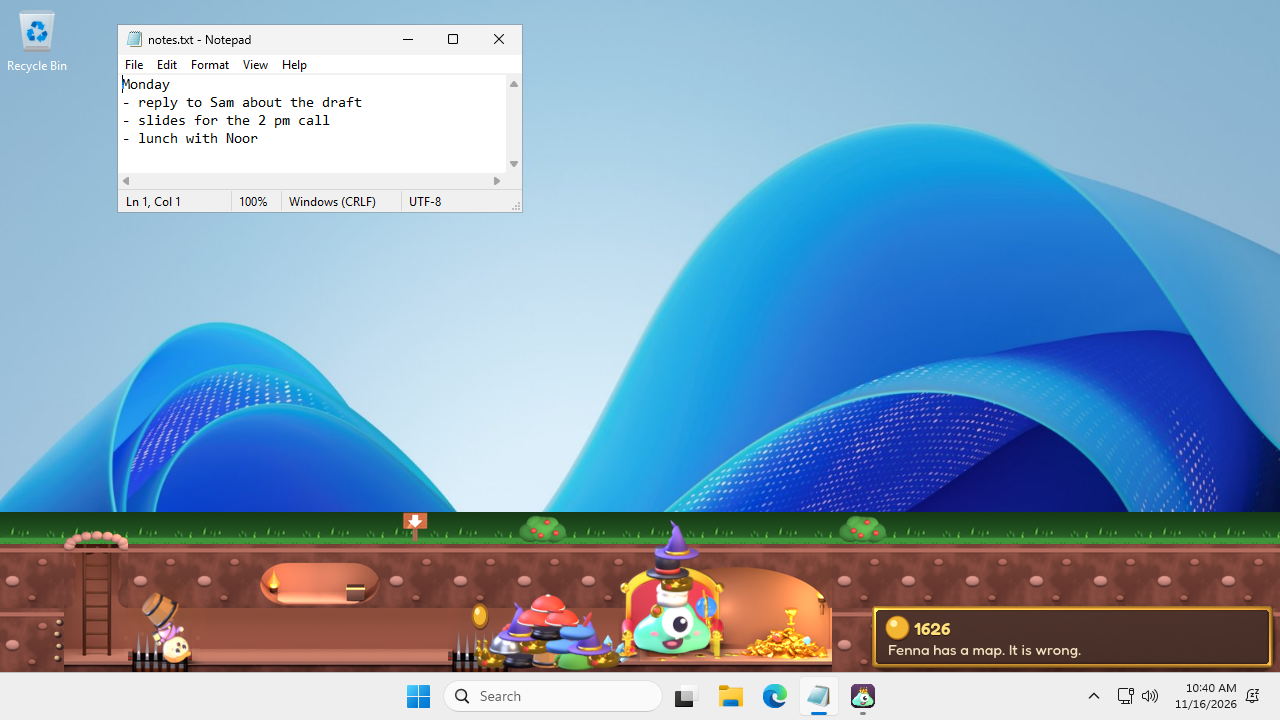 Recycle Bin
notes.txt - Notepad
File Edit Format View Help
Monday
- reply to Sam about the draft
- slides for the 2 pm call
- lunch with Noor
Ln 1, Col 1 100% Windows (CRLF) UTF-8
1626
Fenna has a map. It is wrong.
Search
10:40 AM
11/16/2026